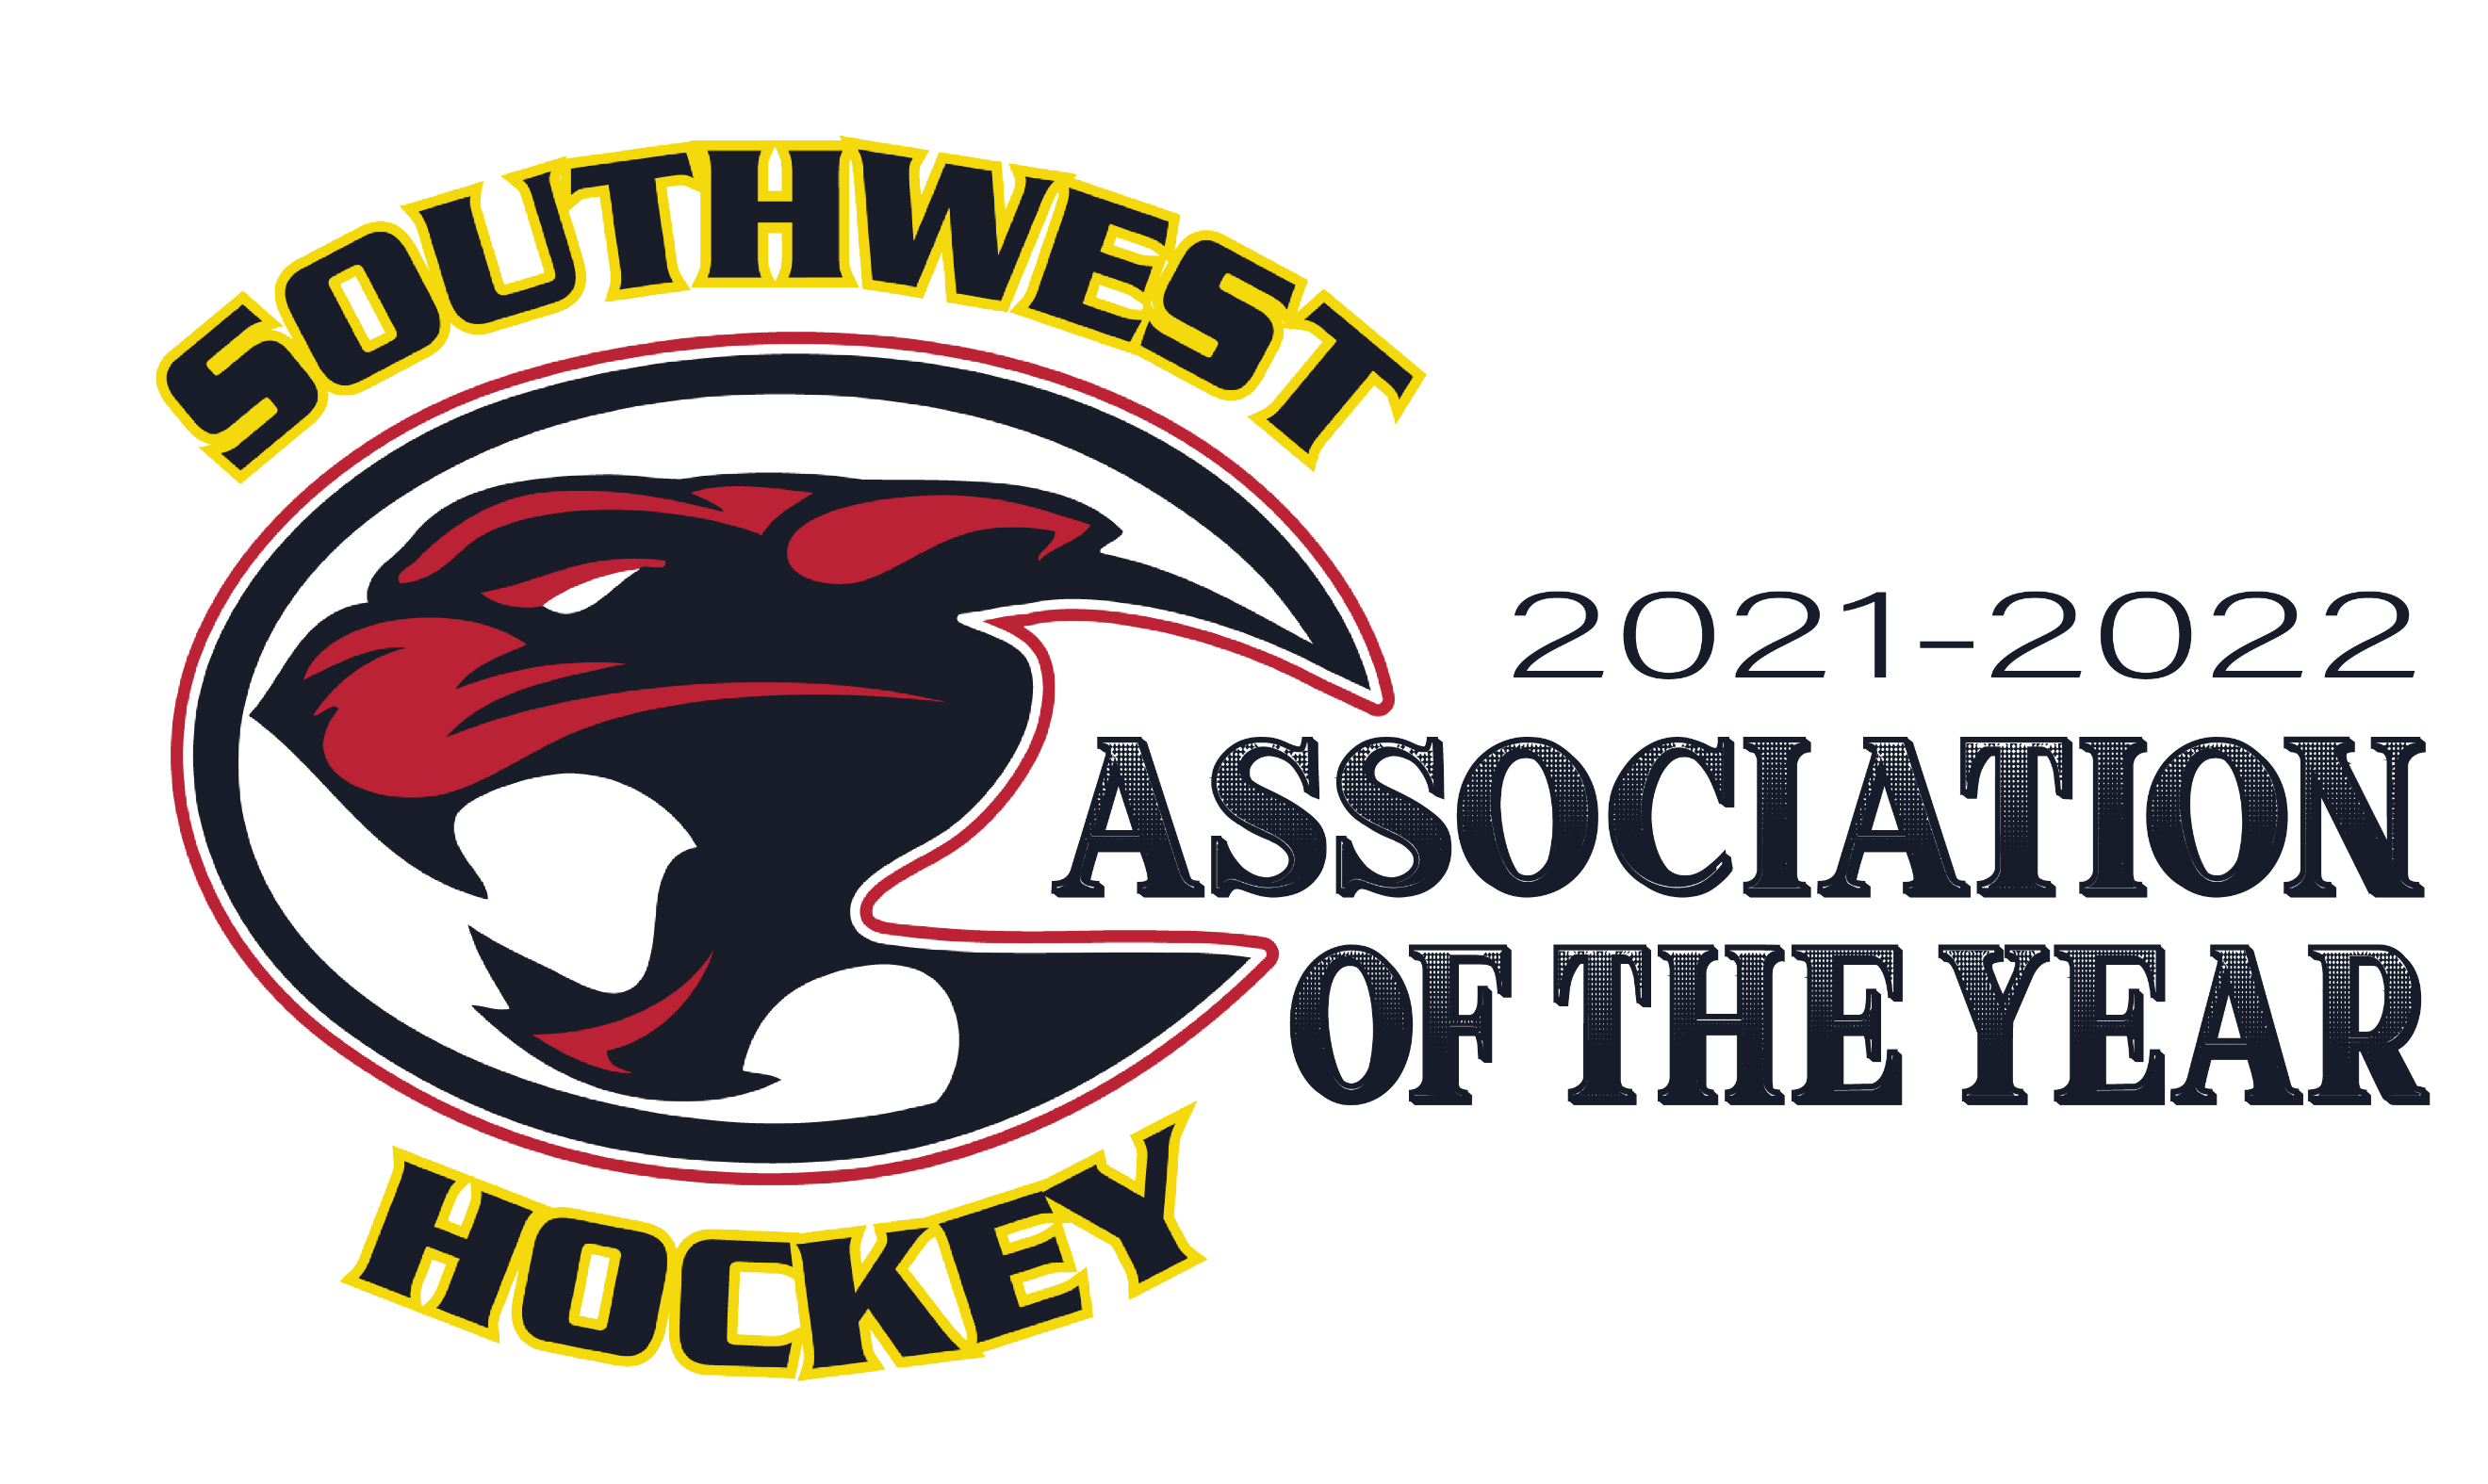 SOUTHWEST
2021-2022
ASSOCIATION
OF THE YEAR
HOCKEY